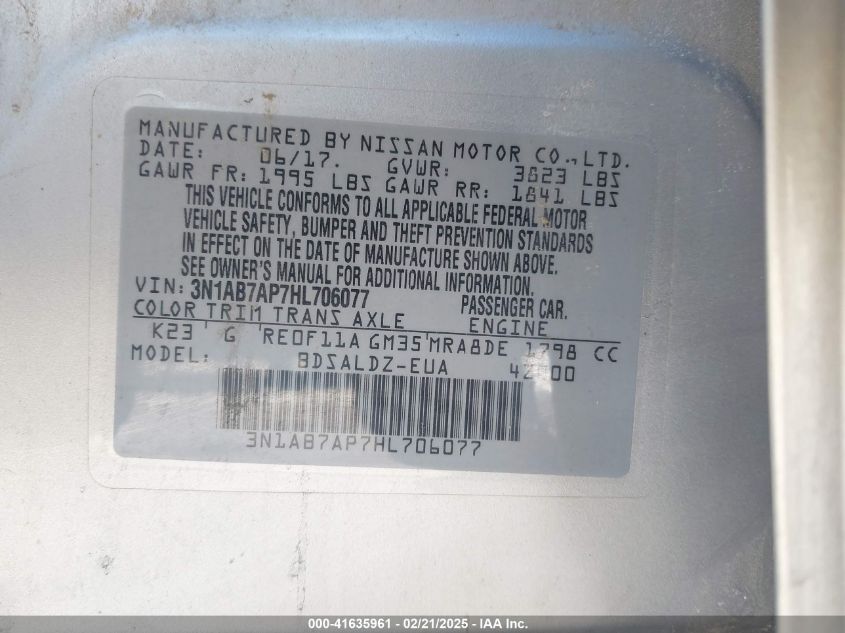 MANUFACTURED BY NISSAN MOTOR CO., LTD.
DATE: 06/17. GVWR: 3823 LBS
GAWR FR: 1995 LBS GAWR RR: 1841 LBS
THIS VEHICLE CONFORMS TO ALL APPLICABLE FEDERAL MOTOR
VEHICLE SAFETY, BUMPER AND THEFT PREVENTION STANDARDS
IN EFFECT ON THE DATE OF MANUFACTURE SHOWN ABOVE.
SEE OWNER'S MANUAL FOR ADDITIONAL INFORMATION.
VIN: 3N1AB7AP7HL706077 PASSENGER CAR.
COLOR TRIM TRANS AXLE ENGINE
K23 G RE0F11A GM35 MRA8DE 1798 CC
MODEL: BDSALDZ-EUA
3N1AB7AP7HL706077
000-41635961 - 02/21/2025 - IAA Inc.